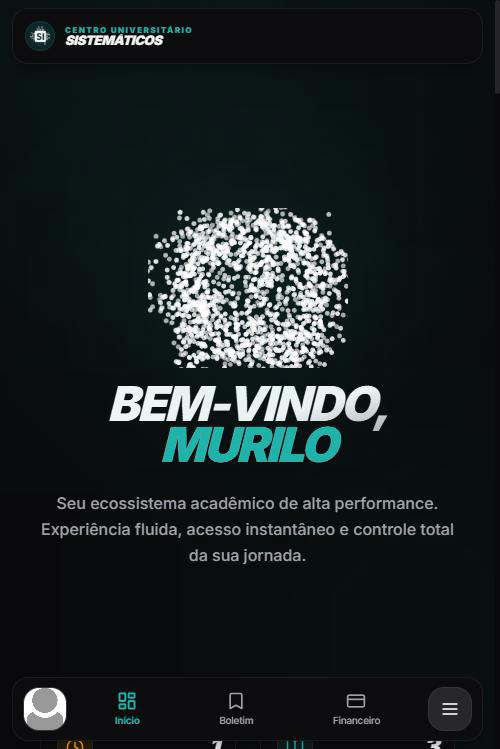 SI
CENTRO UNIVERSITÁRIO
SISTEMÁTICOS
BEM-VINDO,
MURILO
Seu ecossistema acadêmico de alta performance.
Experiência fluida, acesso instantâneo e controle total
da sua jornada.
Início
Boletim
Financeiro